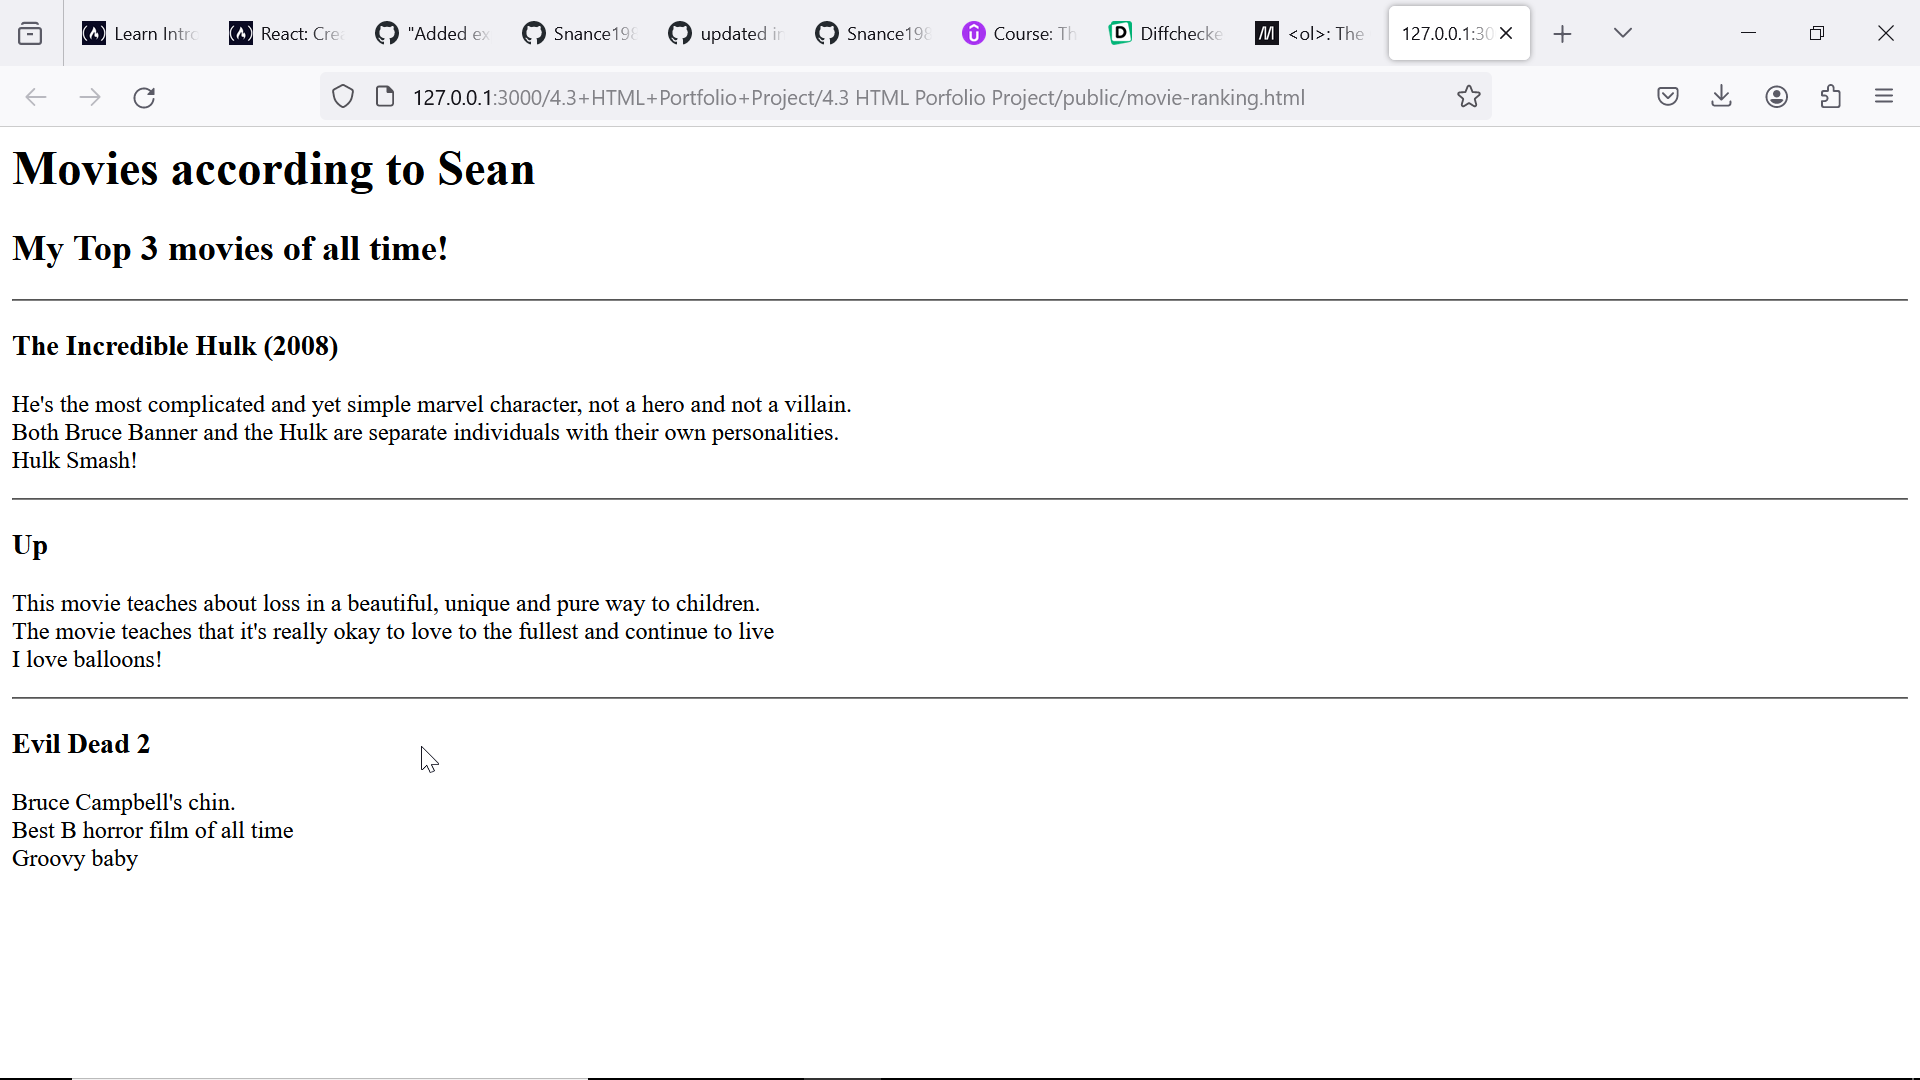 Learn Intro
React: Cre
"Added ex
Snance198
updated in
Snance198
Course: Th
Diffchecke
<ol>: The
127.0.0.1:30
127.0.0.1:3000/4.3+HTML+Portfolio+Project/4.3 HTML Porfolio Project/public/movie-ranking.html
Movies according to Sean
My Top 3 movies of all time!
The Incredible Hulk (2008)
He's the most complicated and yet simple marvel character, not a hero and not a villain.
Both Bruce Banner and the Hulk are separate individuals with their own personalities.
Hulk Smash!
Up
This movie teaches about loss in a beautiful, unique and pure way to children.
The movie teaches that it's really okay to love to the fullest and continue to live
I love balloons!
Evil Dead 2
Bruce Campbell's chin.
Best B horror film of all time
Groovy baby